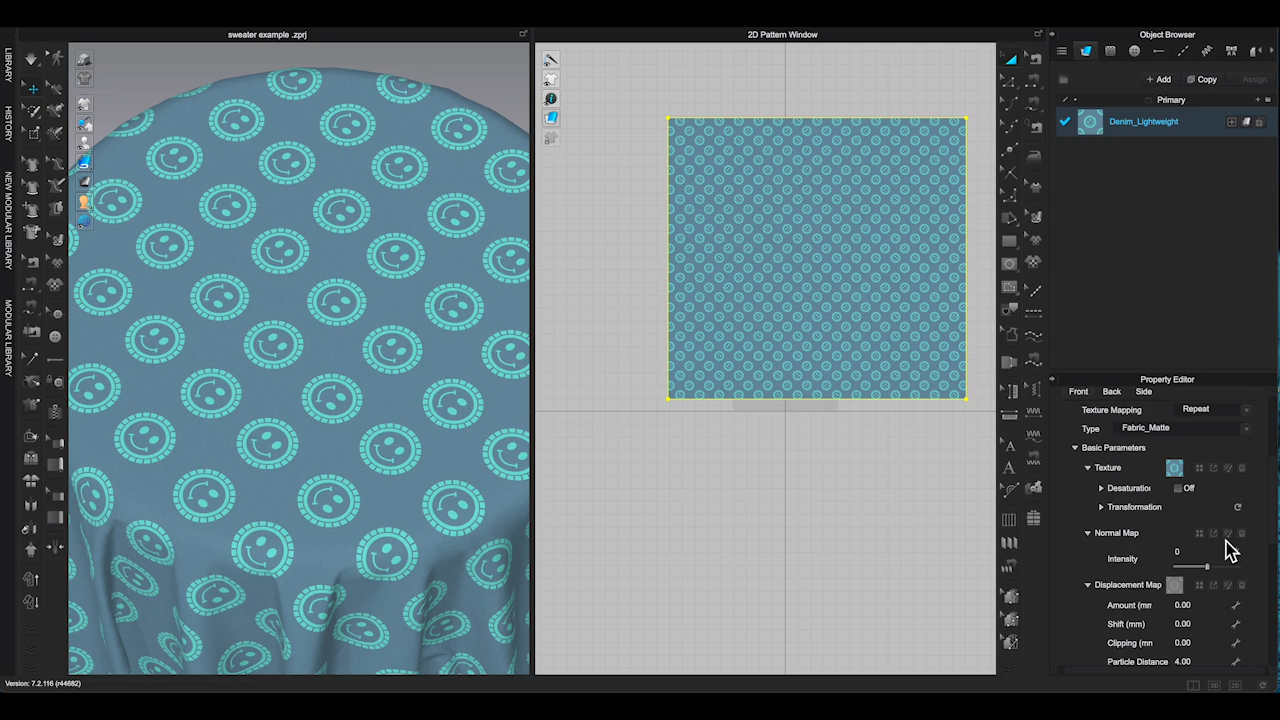 sweater example .zprj
2D Pattern Window
Object Browser
LIBRARY
HISTORY
NEW MODULAR LIBRARY
MODULAR LIBRARY
+ Add
Copy
Assign
Primary
Denim_Lightweight
Property Editor
Front Back Side
Texture Mapping Repeat
Type Fabric_Matte
Basic Parameters
Texture
Desaturatio
Off
Transformation
Normal Map
Intensity 0
Displacement Map
Amount (mm 0.00
Shift (mm) 0.00
Clipping (mn 0.00
Particle Distance 4.00
Version: 7.2.116 (r44682)
3D
2D